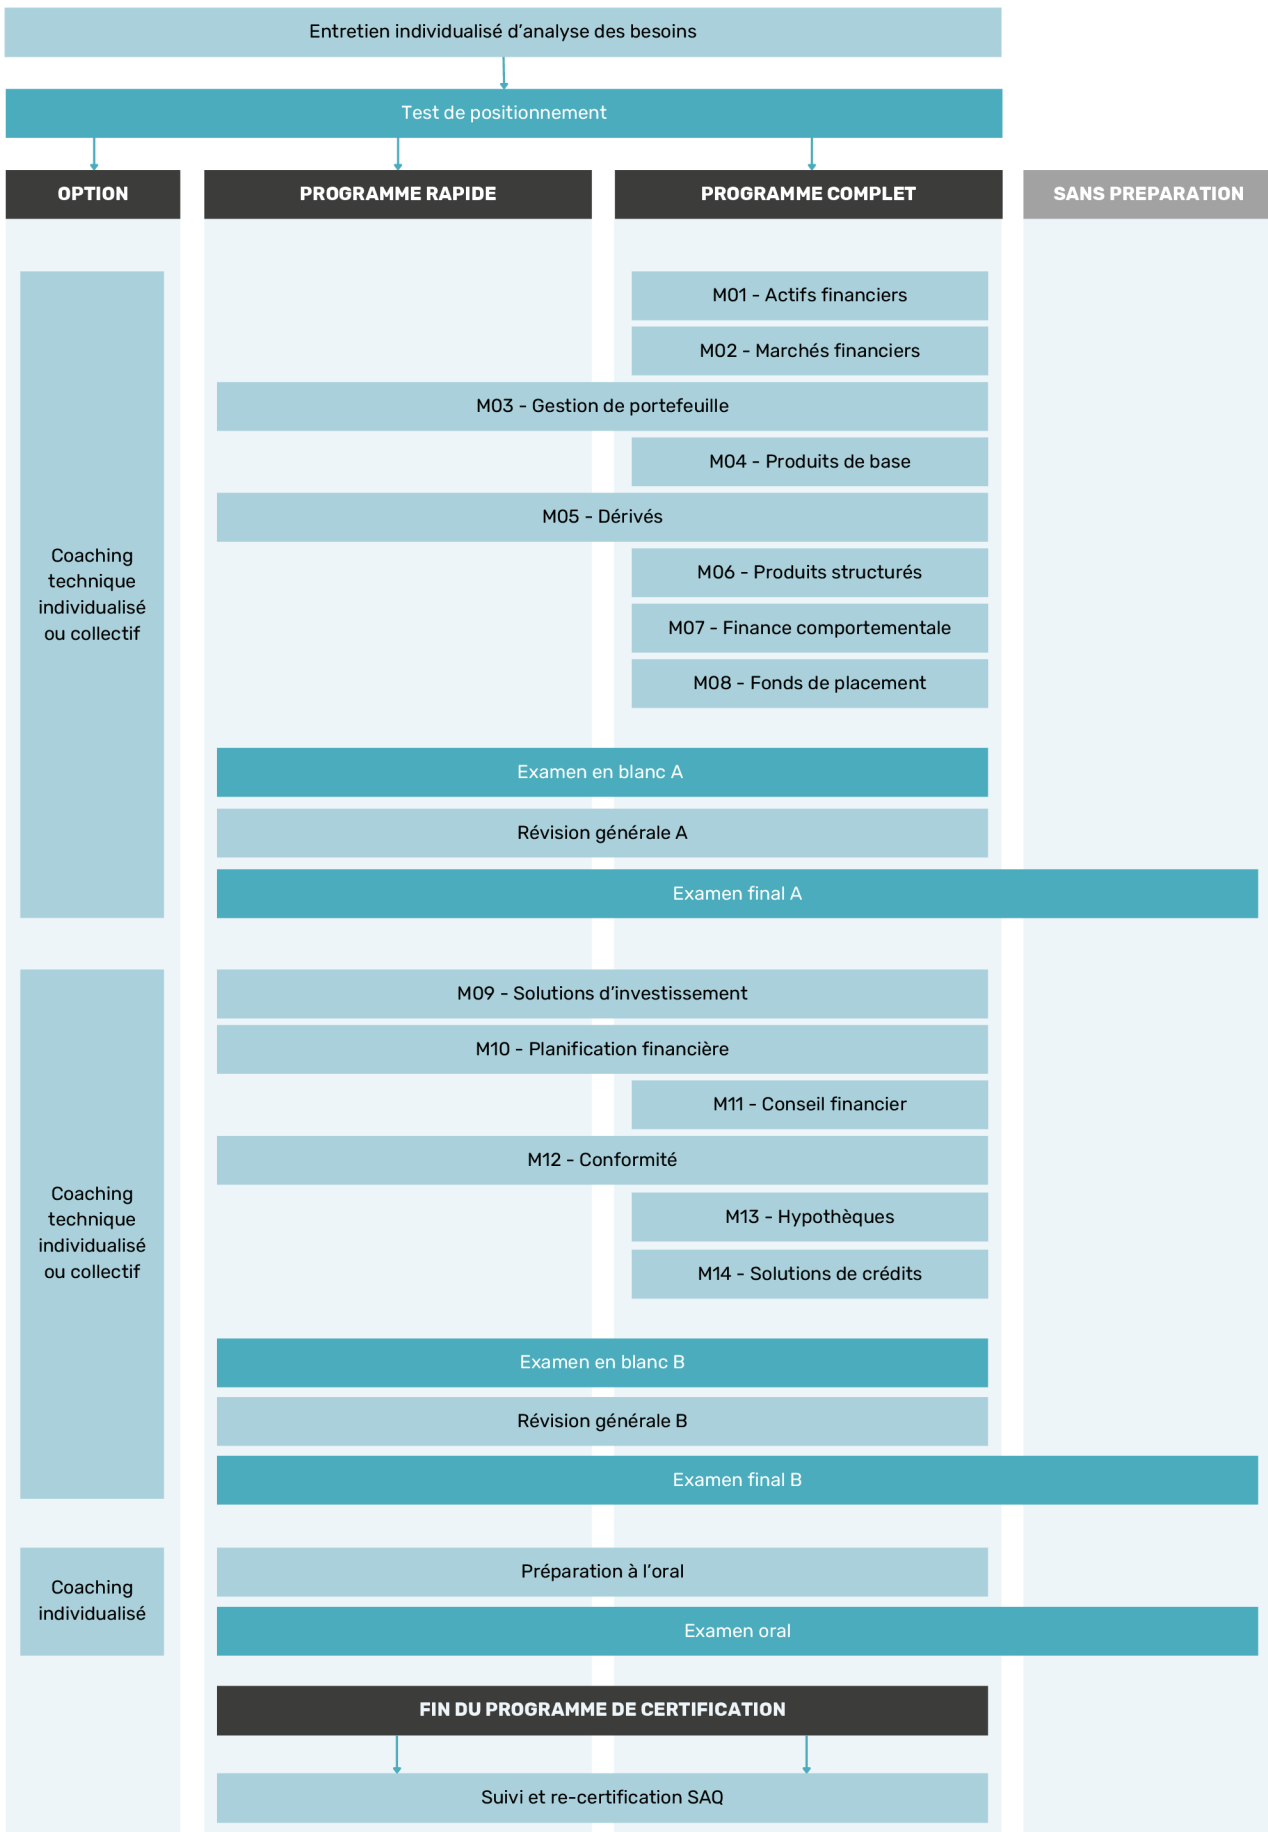 Entretien individualisé d’analyse des besoins
Test de positionnement
OPTION
PROGRAMME RAPIDE
PROGRAMME COMPLET
SANS PREPARATION
M01 - Actifs financiers
M02 - Marchés financiers
M03 - Gestion de portefeuille
M04 - Produits de base
M05 - Dérivés
Coaching
technique
individualisé
ou collectif
M06 - Produits structurés
M07 - Finance comportementale
M08 - Fonds de placement
Examen en blanc A
Révision générale A
Examen final A
M09 - Solutions d’investissement
M10 - Planification financière
M11 - Conseil financier
M12 - Conformité
Coaching
technique
individualisé
ou collectif
M13 - Hypothèques
M14 - Solutions de crédits
Examen en blanc B
Révision générale B
Examen final B
Coaching
individualisé
Préparation à l’oral
Examen oral
FIN DU PROGRAMME DE CERTIFICATION
Suivi et re-certification SAQ